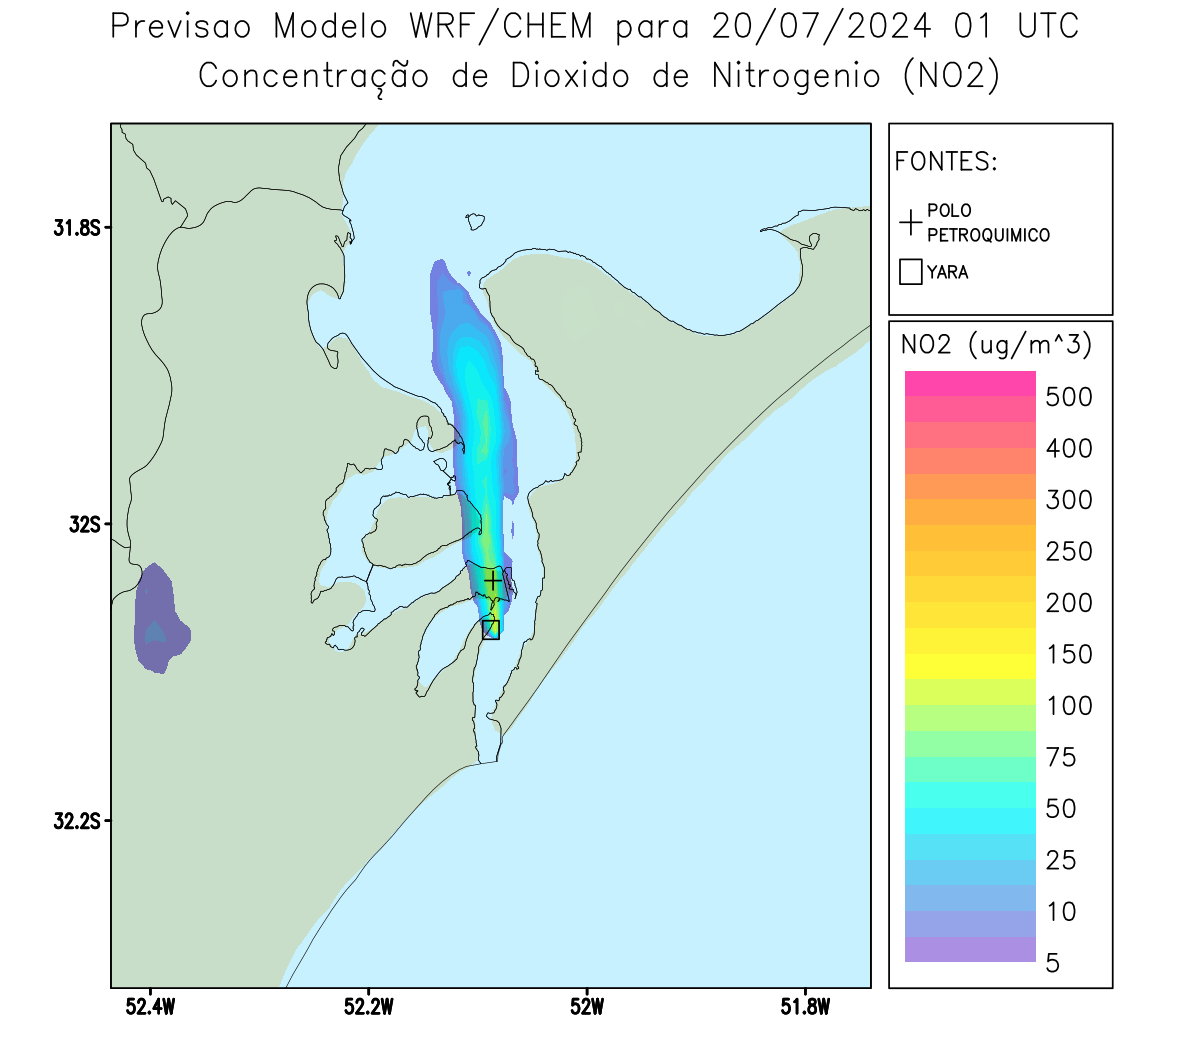 Previsao Modelo WRF/CHEM para 20/07/2024 01 UTC
Concentração de Dioxido de Nitrogenio (NO2)
FONTES:
POLO
PETROQUIMICO
YARA
NO2 (ug/m^3)
500
400
300
250
200
150
100
75
50
25
10
5
31.8S
32S
32.2S
52.4W
52.2W
52W
51.8W